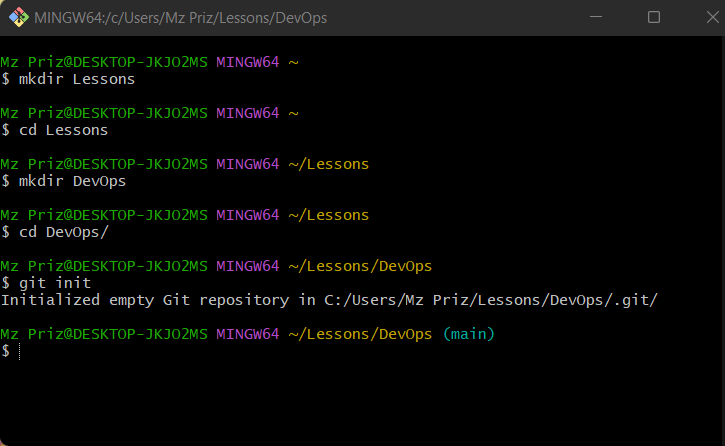 MINGW64:/c/Users/Mz Priz/Lessons/DevOps
Mz Priz@DESKTOP-JKJO2MS MINGW64 ~
$ mkdir Lessons
Mz Priz@DESKTOP-JKJO2MS MINGW64 ~
$ cd Lessons
Mz Priz@DESKTOP-JKJO2MS MINGW64 ~/Lessons
$ mkdir DevOps
Mz Priz@DESKTOP-JKJO2MS MINGW64 ~/Lessons
$ cd DevOps/
Mz Priz@DESKTOP-JKJO2MS MINGW64 ~/Lessons/DevOps
$ git init
Initialized empty Git repository in C:/Users/Mz Priz/Lessons/DevOps/.git/
Mz Priz@DESKTOP-JKJO2MS MINGW64 ~/Lessons/DevOps (main)
$